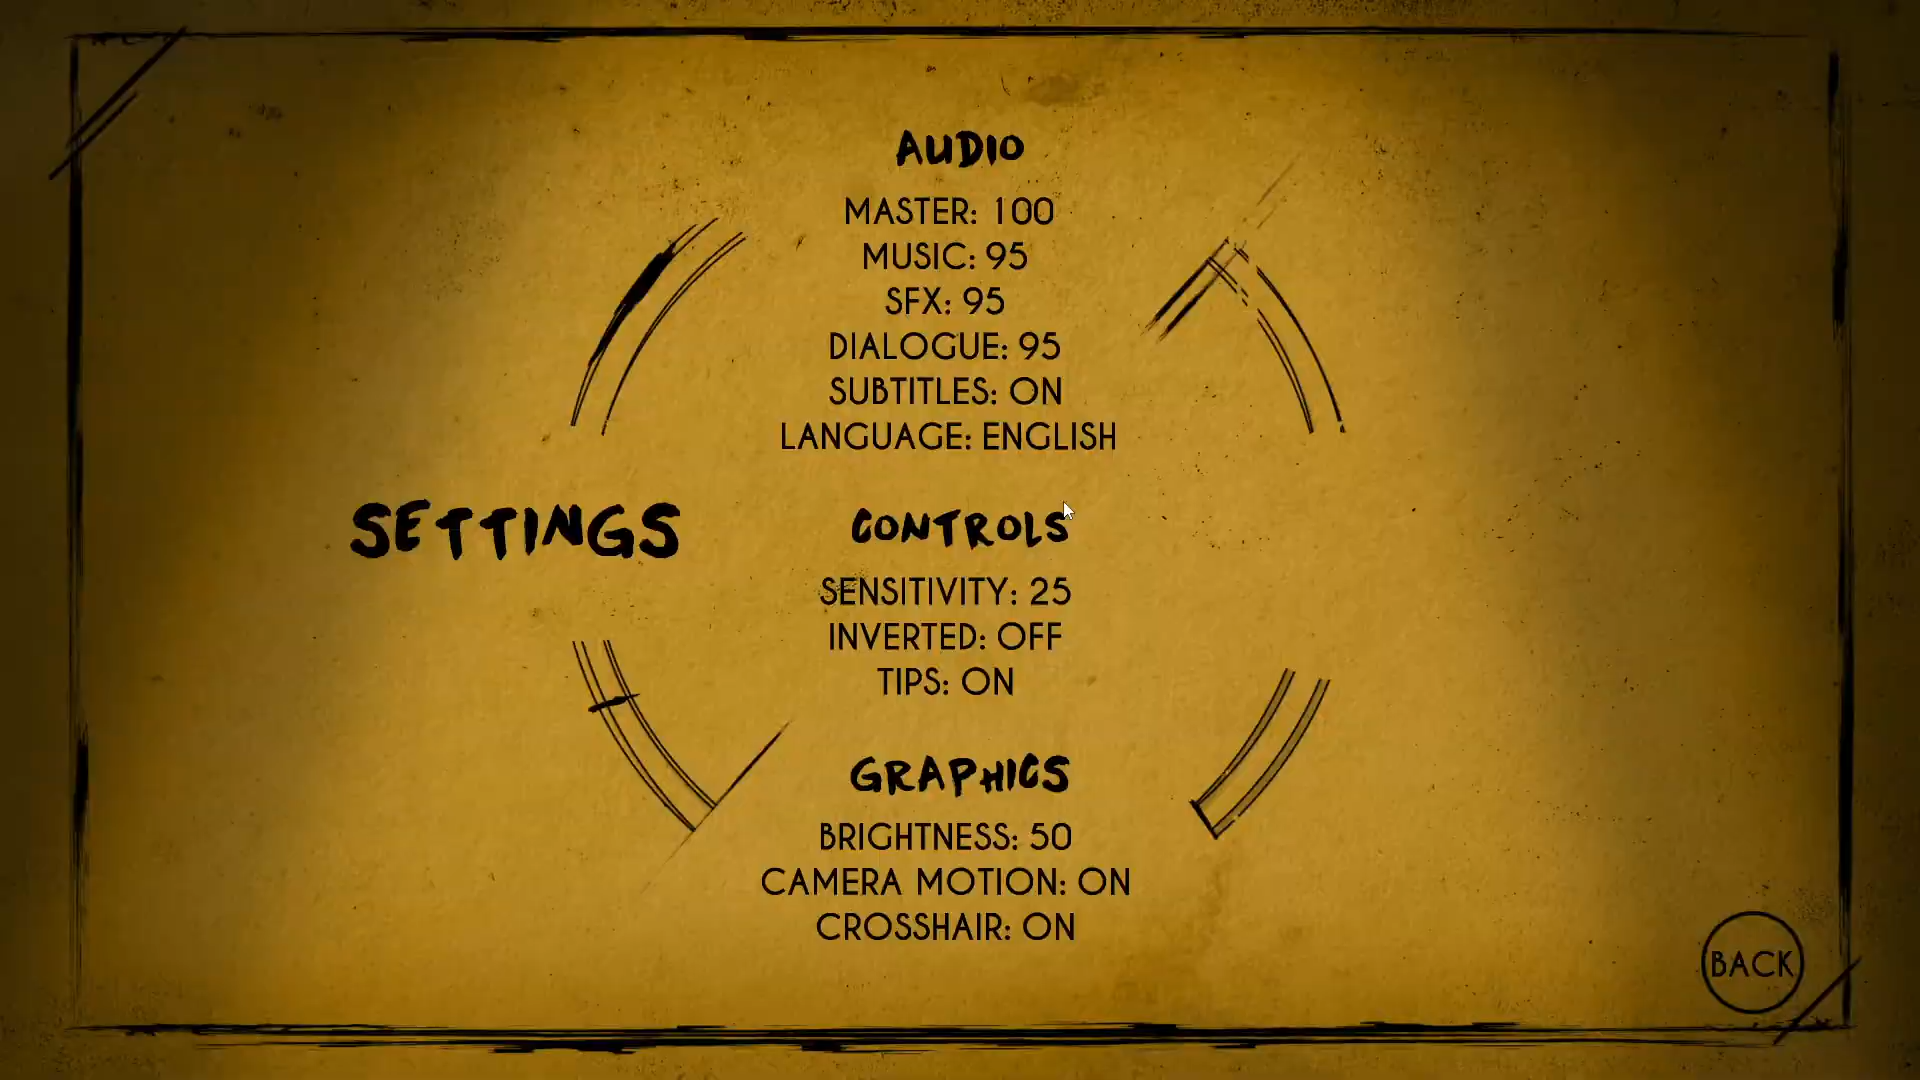 AUDIO
MASTER: 100
MUSIC: 95
SFX: 95
DIALOGUE: 95
SUBTITLES: ON
LANGUAGE: ENGLISH
SETTINGS
CONTROLS
SENSITIVITY: 25
INVERTED: OFF
TIPS: ON
GRAPHICS
BRIGHTNESS: 50
CAMERA MOTION: ON
CROSSHAIR: ON
BACK